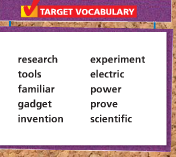 TARGET VOCABULARY
research experiment
tools electric
familiar power
gadget prove
invention scientific